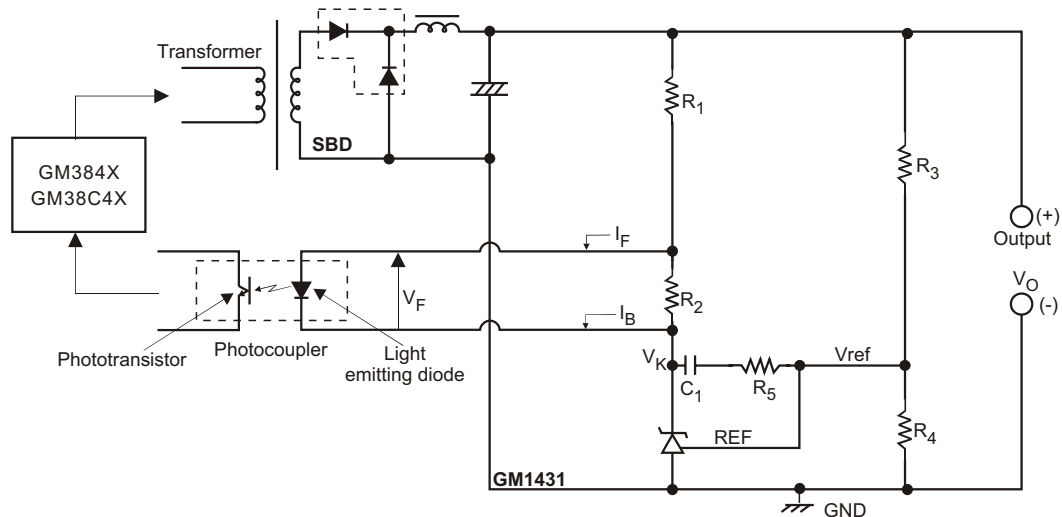 Transformer
SBD
GM384X
GM38C4X
R1
R3
(+)
Output
VO
(-)
IF
R2
IB
VF
Phototransistor
Photocoupler
Light
emitting diode
VK
C1
R5
Vref
REF
R4
GM1431
GND